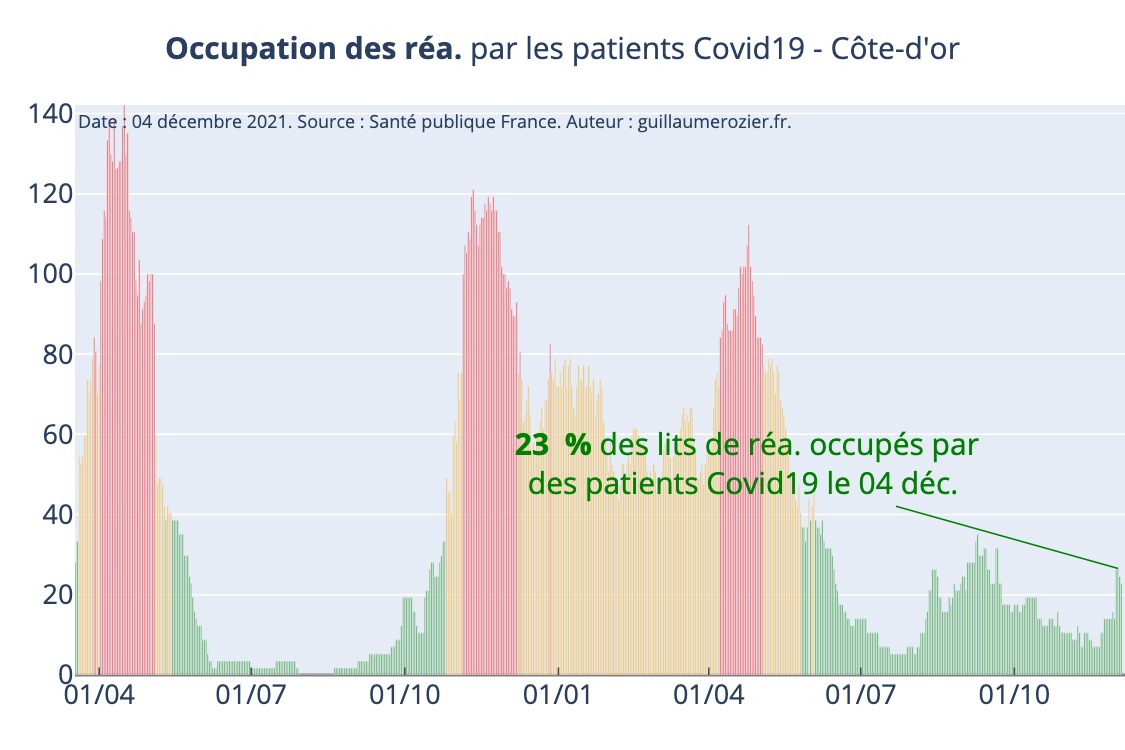 Occupation des réa. par les patients Covid19 - Côte-d'or
140
Date : 04 décembre 2021. Source : Santé publique France. Auteur : guillaumerozier.fr.
120
100
80
60
23 % des lits de réa. occupés par
des patients Covid19 le 04 déc.
40
20
0
01/04 01/07 01/10 01/01 01/04 01/07 01/10